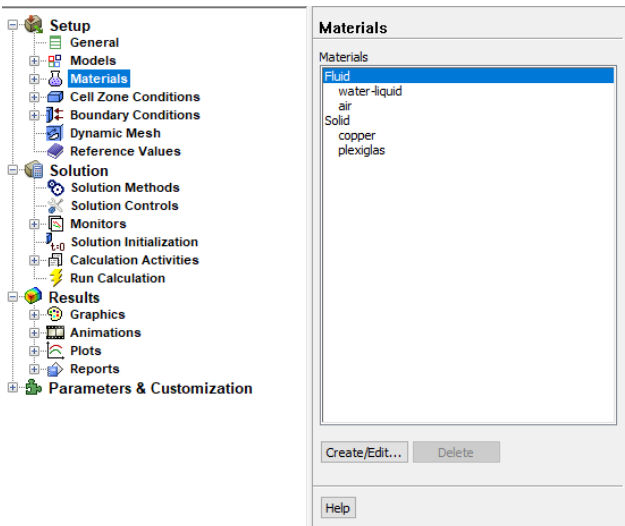 Setup
General
Models
Materials
Cell Zone Conditions
Boundary Conditions
Dynamic Mesh
Reference Values
Solution
Solution Methods
Solution Controls
Monitors
t=0 Solution Initialization
Calculation Activities
Run Calculation
Results
Graphics
Animations
Plots
Reports
Parameters & Customization
Materials
Materials
Fluid
water-liquid
air
Solid
copper
plexiglas
Create/Edit... Delete
Help